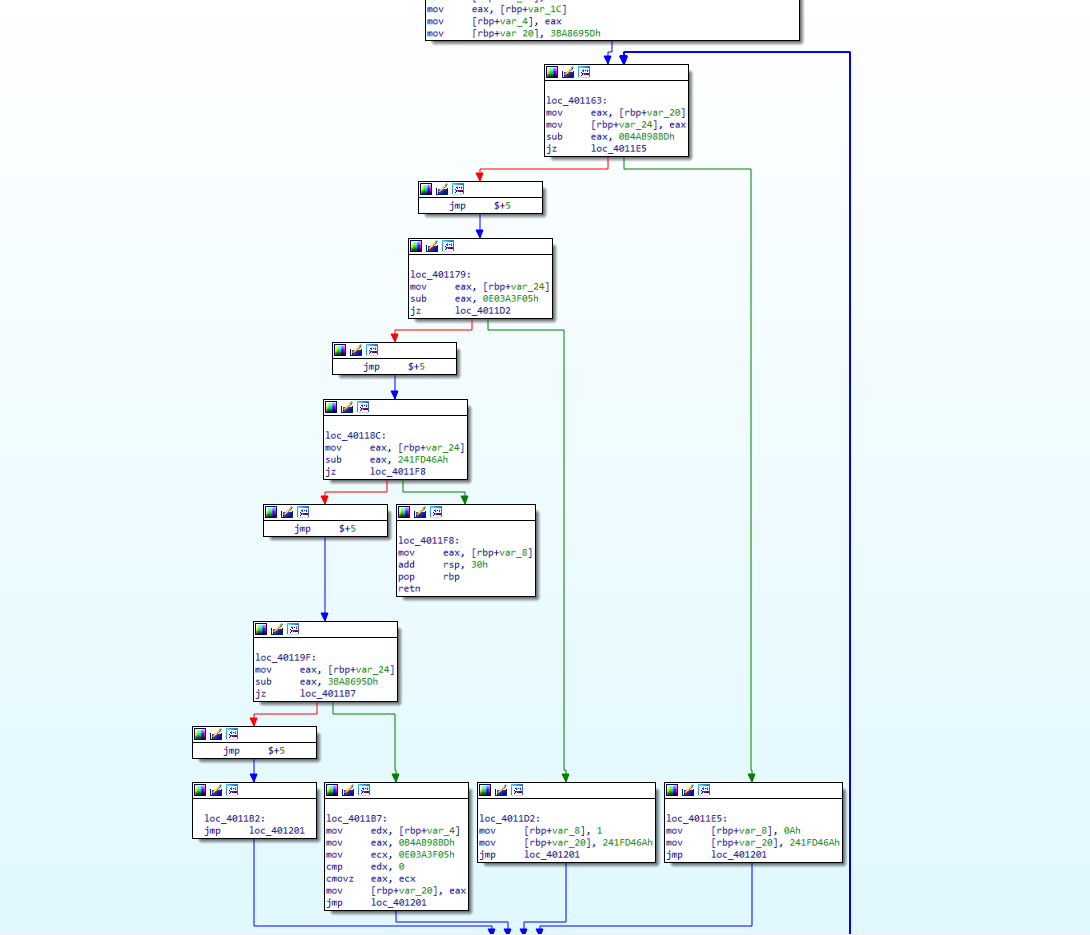 mov eax, [rbp+var_1C]
mov [rbp+var_4], eax
mov [rbp+var_20], 3BA8695Dh
loc_401163:
mov eax, [rbp+var_20]
mov [rbp+var_24], eax
sub eax, 0B4AB98BDh
jz loc_4011E5
jmp $+5
loc_401179:
mov eax, [rbp+var_24]
sub eax, 0E03A3F05h
jz loc_4011D2
jmp $+5
loc_40118C:
mov eax, [rbp+var_24]
sub eax, 241FD46Ah
jz loc_4011F8
jmp $+5
loc_4011F8:
mov eax, [rbp+var_8]
add rsp, 30h
pop rbp
retn
loc_40119F:
mov eax, [rbp+var_24]
sub eax, 3BA8695Dh
jz loc_4011B7
jmp $+5
loc_4011B2:
jmp loc_401201
loc_4011B7:
mov edx, [rbp+var_4]
mov eax, 0B4AB98BDh
mov ecx, 0E03A3F05h
cmp edx, 0
cmovz eax, ecx
mov [rbp+var_20], eax
jmp loc_401201
loc_4011D2:
mov [rbp+var_8], 1
mov [rbp+var_20], 241FD46Ah
jmp loc_401201
loc_4011E5:
mov [rbp+var_8], 0Ah
mov [rbp+var_20], 241FD46Ah
jmp loc_401201